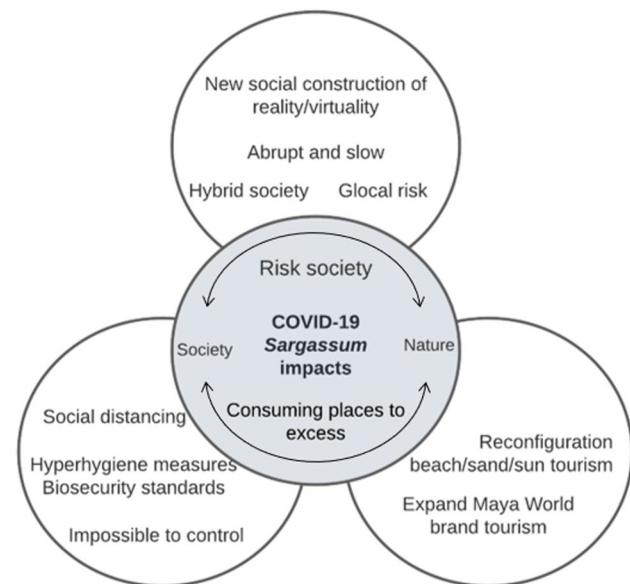 New social construction of
reality/virtuality
Abrupt and slow
Hybrid society Glocal risk
Risk society
COVID-19
Sargassum
impacts
Society
Nature
Consuming places to
excess
Social distancing
Hyperhygiene measures
Biosecurity standards
Impossible to control
Reconfiguration
beach/sand/sun tourism
Expand Maya World
brand tourism